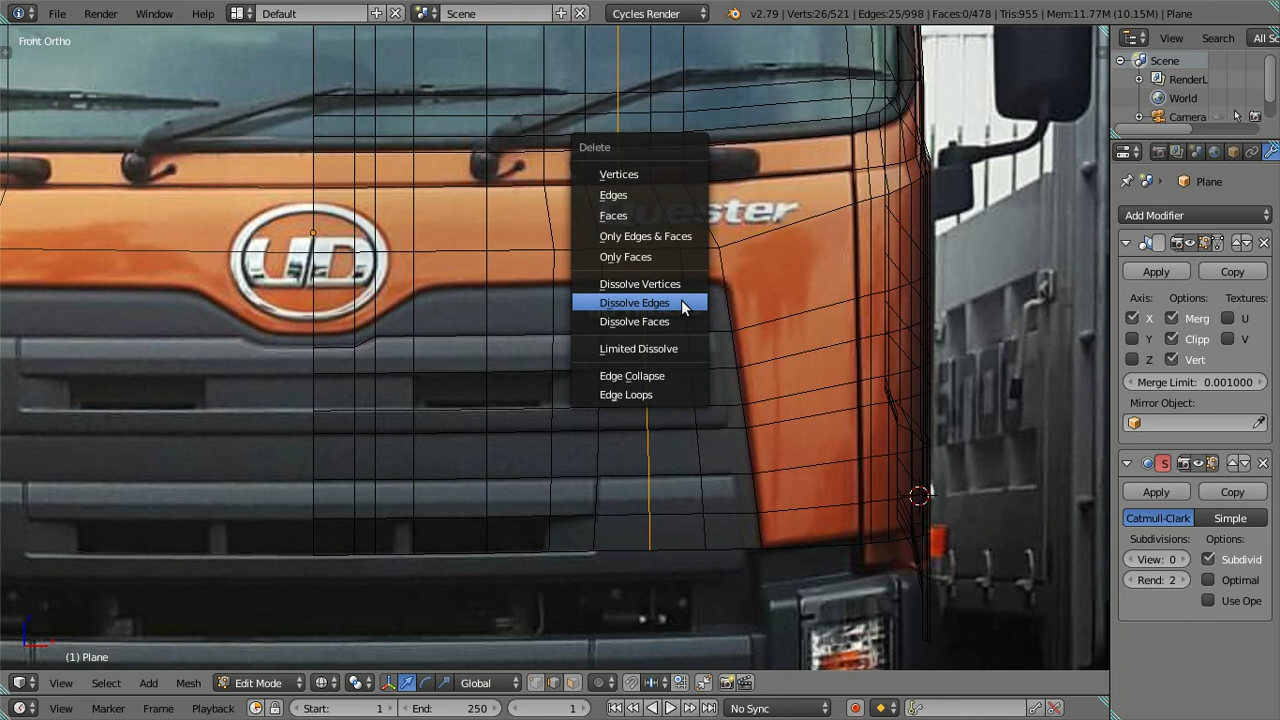 File Render Window Help Default Scene Cycles Render v2.79 | Verts:26/521 | Edges:25/998 | Faces:0/478 | Tris:955 | Mem:11.77M (10.15M) | Plane
Front Ortho
View Search All Sc
Scene
RenderL
World
Camera
Delete
Vertices
Edges
Faces
Only Edges & Faces
Only Faces
Dissolve Vertices
Dissolve Edges
Dissolve Faces
Limited Dissolve
Edge Collapse
Edge Loops
uester
UD
Plane
Add Modifier
Apply Copy
Axis: Options: Textures:
X Merg U
Y Clipp V
Z Vert
Merge Limit: 0.001000
Mirror Object:
S
Apply Copy
Catmull-Clark Simple
Subdivisions: Options:
View: 0 Subdivid
Rend: 2 Optimal
Use Ope
(1) Plane
View Select Add Mesh Edit Mode Global
View Marker Frame Playback Start: 1 End: 250 1 No Sync